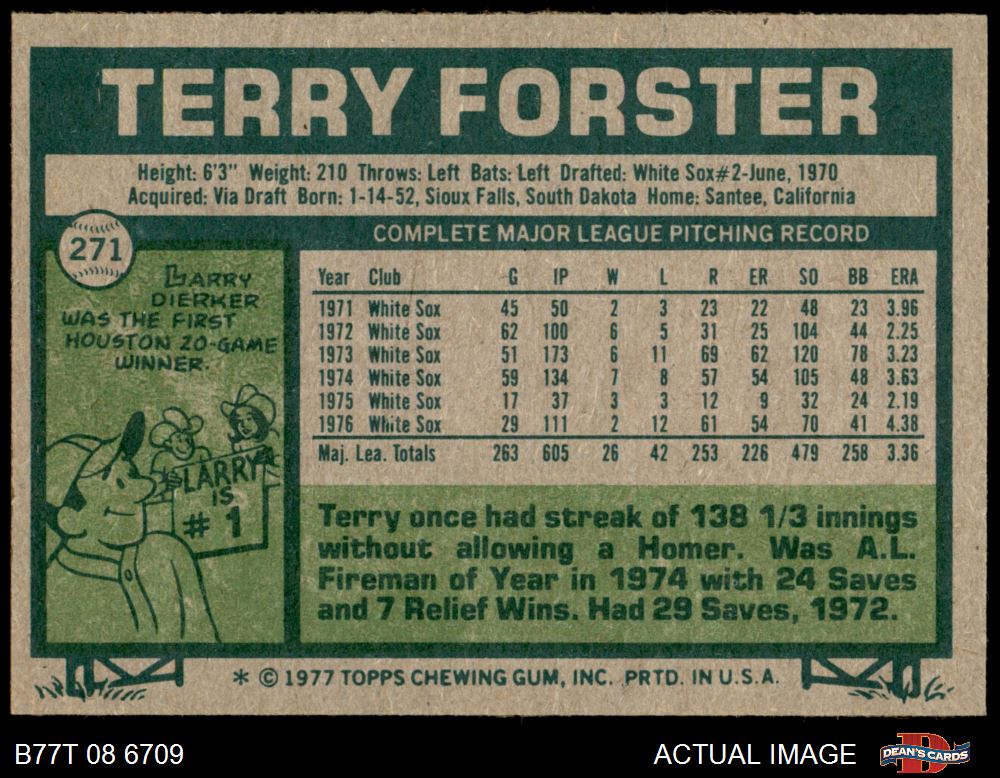 TERRY FORSTER
Height: 6'3" Weight: 210 Throws: Left Bats: Left Drafted: White Sox#2-June, 1970
Acquired: Via Draft Born: 1-14-52, Sioux Falls, South Dakota Home: Santee, California
271
COMPLETE MAJOR LEAGUE PITCHING RECORD
LARRY
DIERKER
WAS THE FIRST
HOUSTON 20-GAME
WINNER.
LARRY
IS
# 1
Year Club G IP W L R ER SO BB ERA
1971 White Sox 45 50 2 3 23 22 48 23 3.96
1972 White Sox 62 100 6 5 31 25 104 44 2.25
1973 White Sox 51 173 6 11 69 62 120 78 3.23
1974 White Sox 59 134 7 8 57 54 105 48 3.63
1975 White Sox 17 37 3 3 12 9 32 24 2.19
1976 White Sox 29 111 2 12 61 54 70 41 4.38
Maj. Lea. Totals 263 605 26 42 253 226 479 258 3.36
Terry once had streak of 138 1/3 innings
without allowing a Homer. Was A.L.
Fireman of Year in 1974 with 24 Saves
and 7 Relief Wins. Had 29 Saves, 1972.
* © 1977 TOPPS CHEWING GUM, INC. PRTD. IN U.S.A.
B77T 08 6709
ACTUAL IMAGE
DEAN'S CARDS